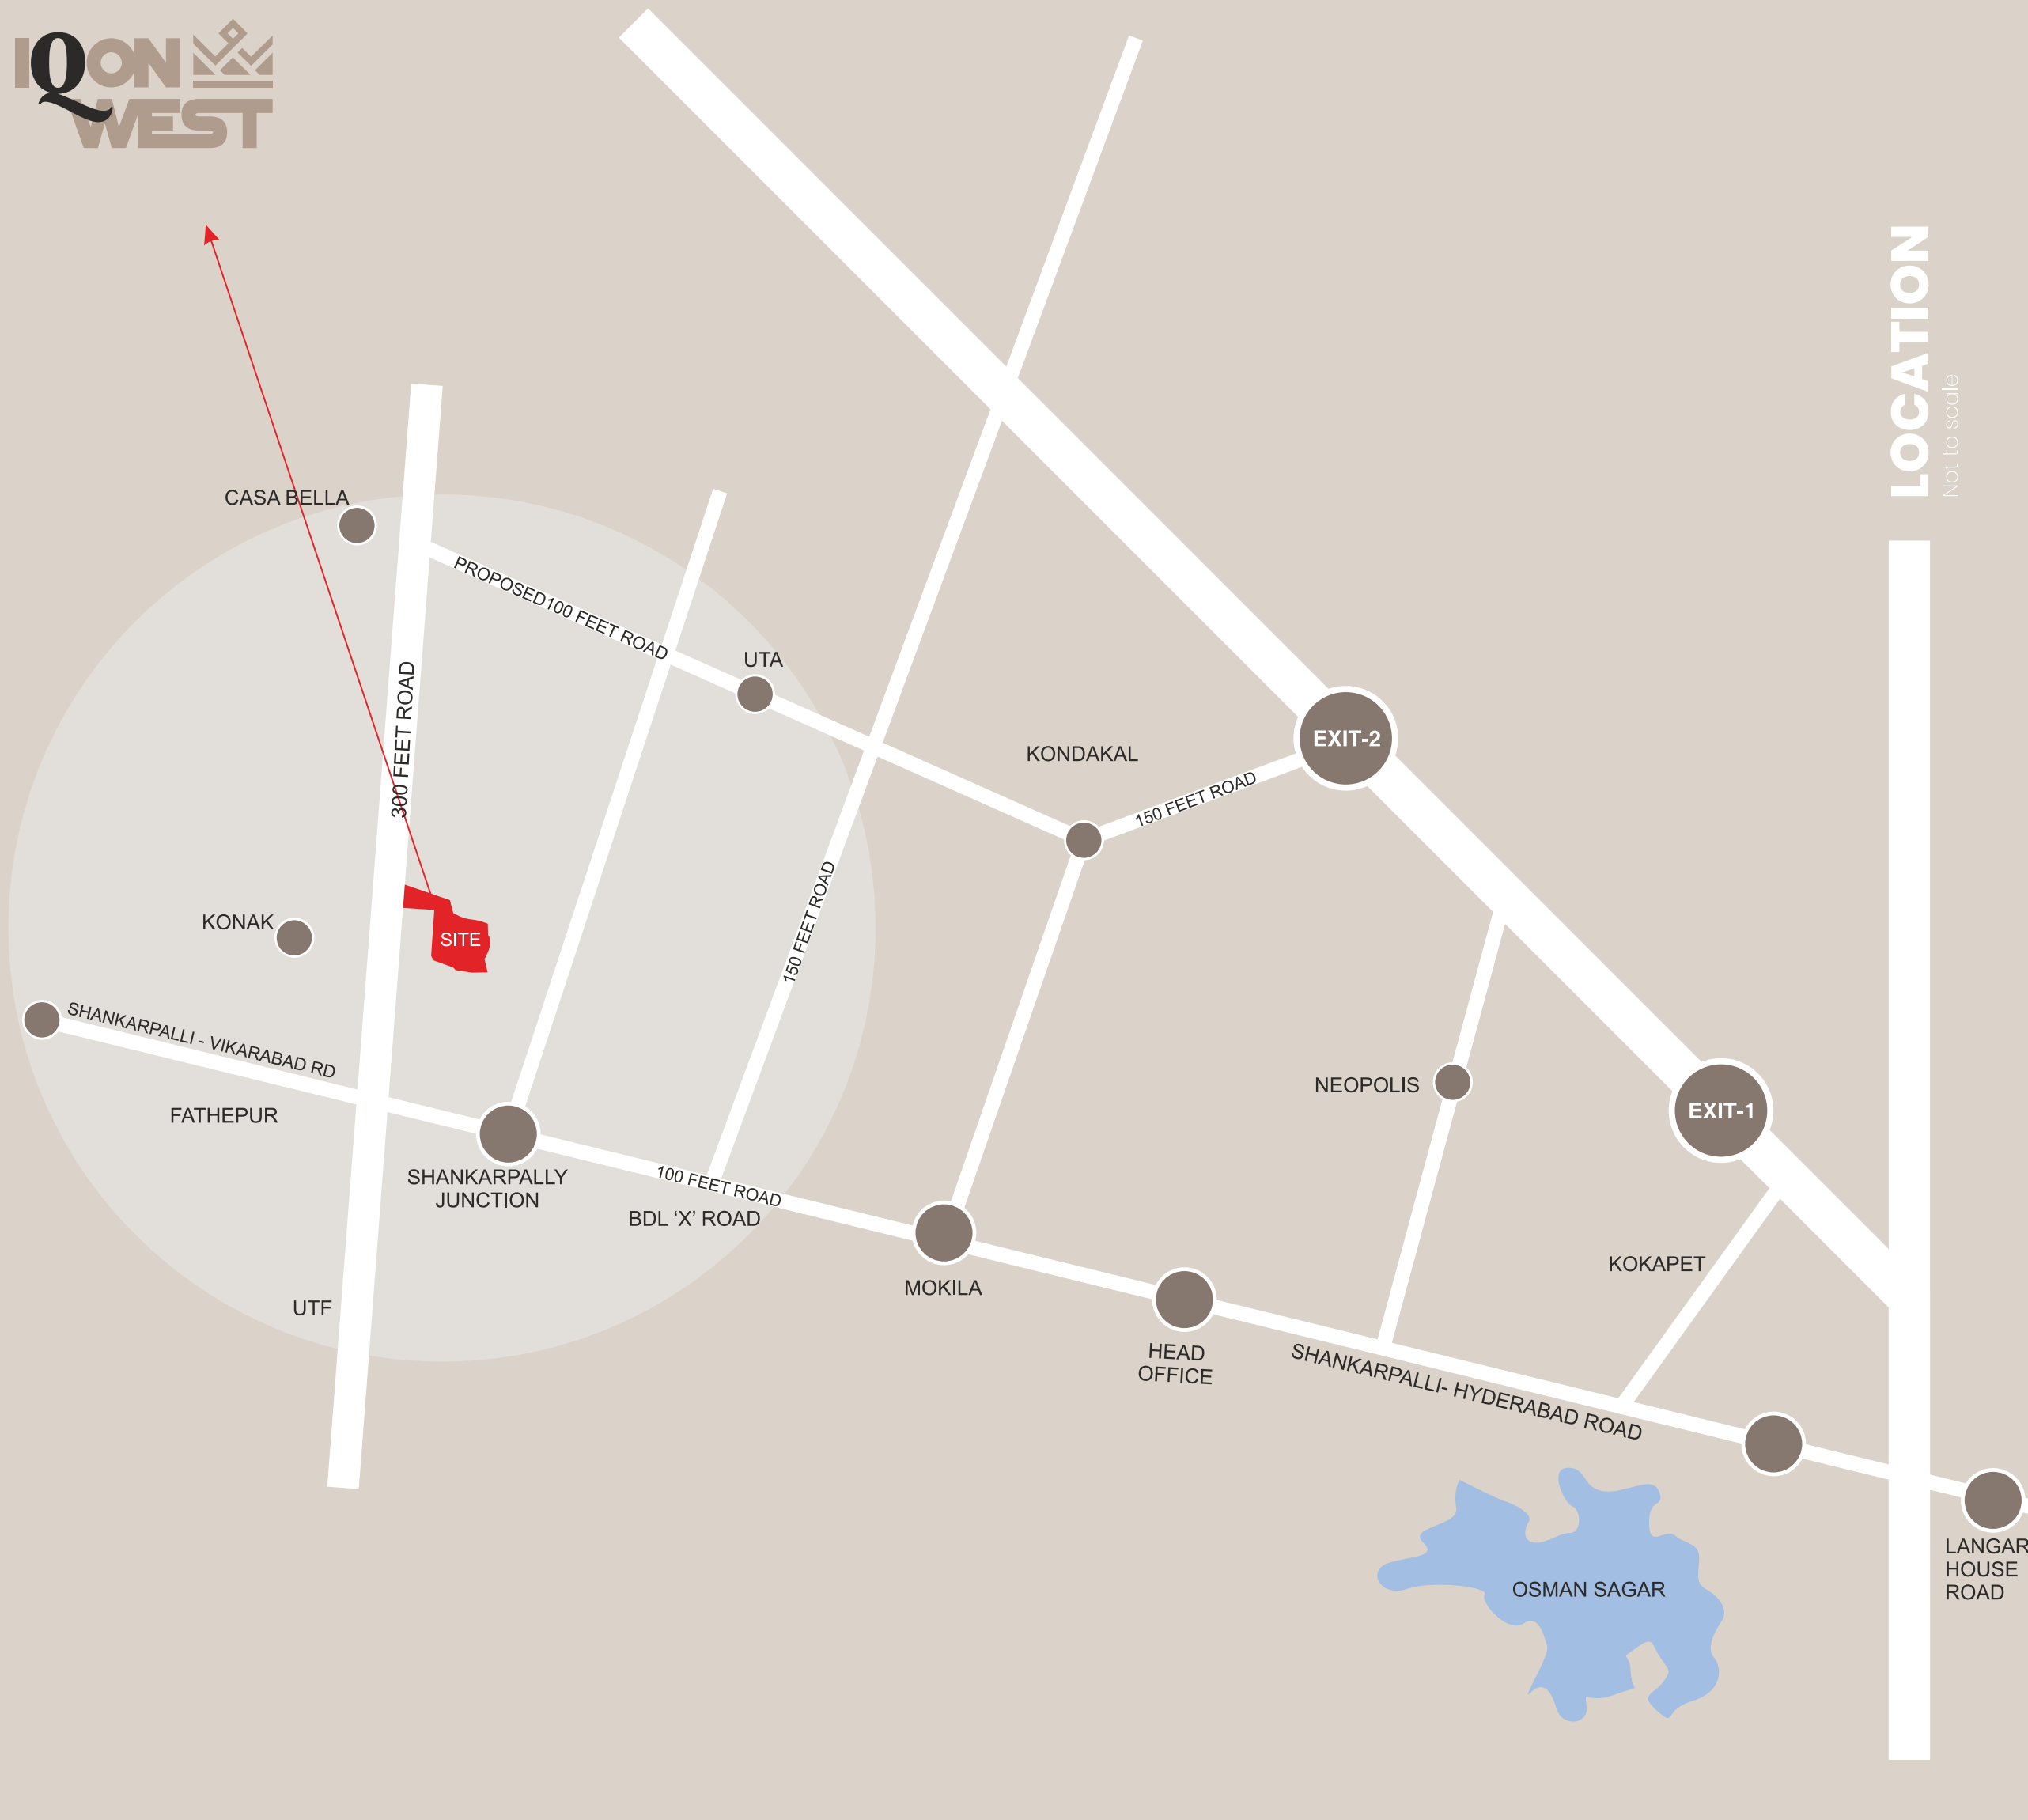 IQON
WEST
LOCATION
Not to scale
CASA BELLA
PROPOSED100 FEET ROAD
UTA
300 FEET ROAD
KONDAKAL
EXIT-2
150 FEET ROAD
150 FEET ROAD
KONAK
SITE
SHANKARPALLI - VIKARABAD RD
FATHEPUR
NEOPOLIS
EXIT-1
SHANKARPALLY
JUNCTION
100 FEET ROAD
BDL ‘X’ ROAD
UTF
MOKILA
KOKAPET
HEAD
OFFICE
SHANKARPALLI- HYDERABAD ROAD
LANGAR
HOUSE
ROAD
OSMAN SAGAR